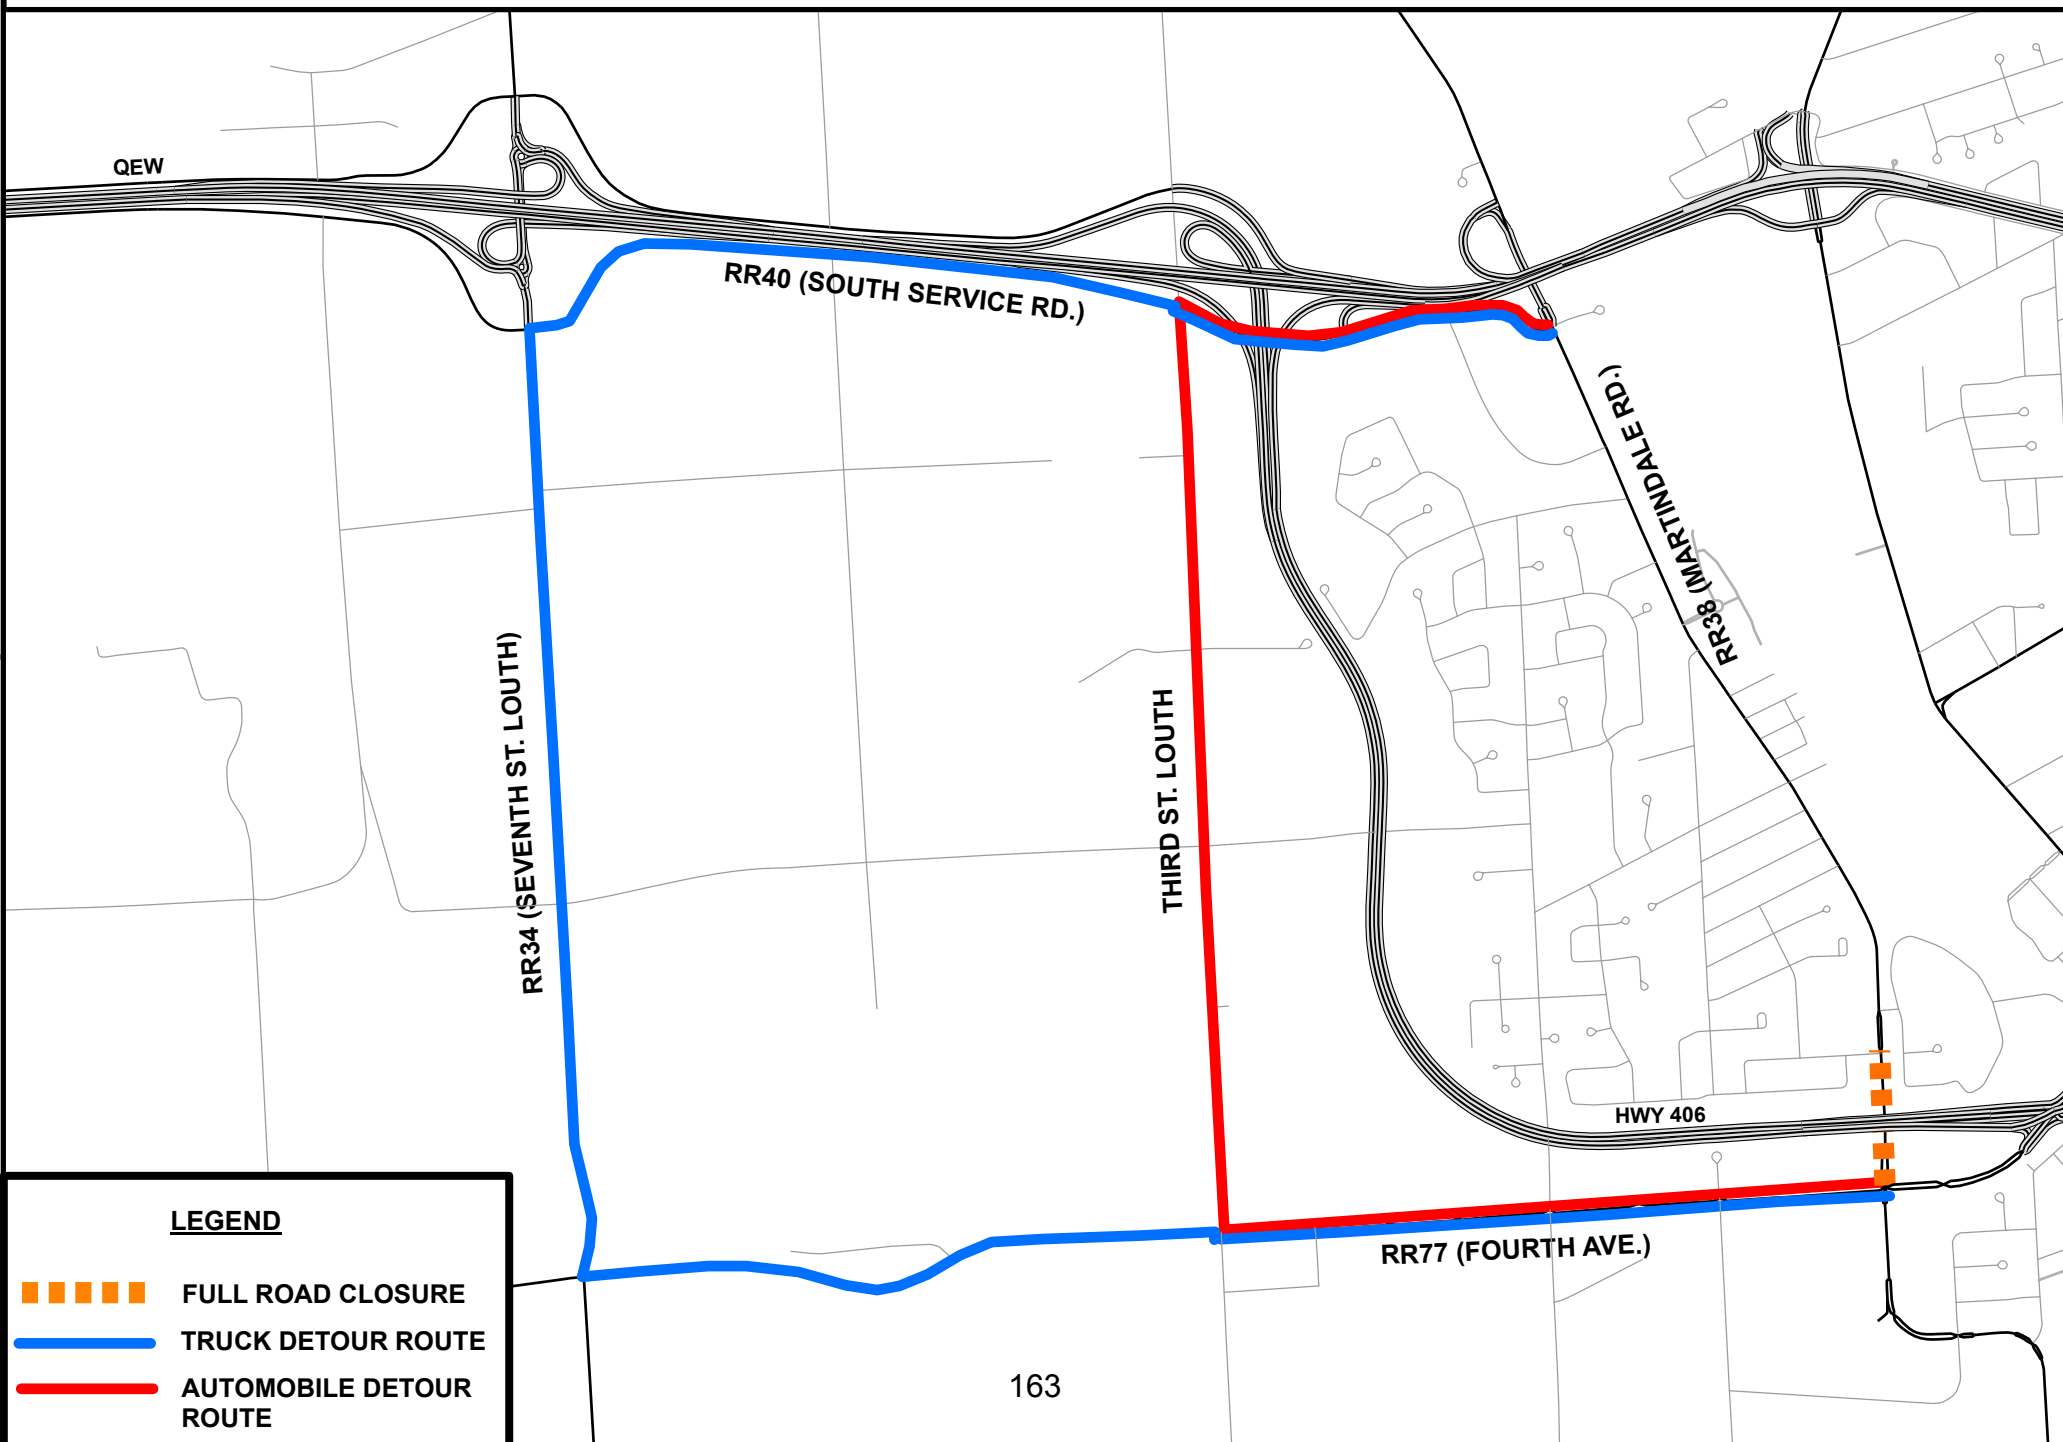 QEW
RR40 (SOUTH SERVICE RD.)
RR38 (MARTINDALE RD.)
RR34 (SEVENTH ST. LOUTH)
THIRD ST. LOUTH
HWY 406
RR77 (FOURTH AVE.)
LEGEND
FULL ROAD CLOSURE
TRUCK DETOUR ROUTE
AUTOMOBILE DETOUR
ROUTE
163